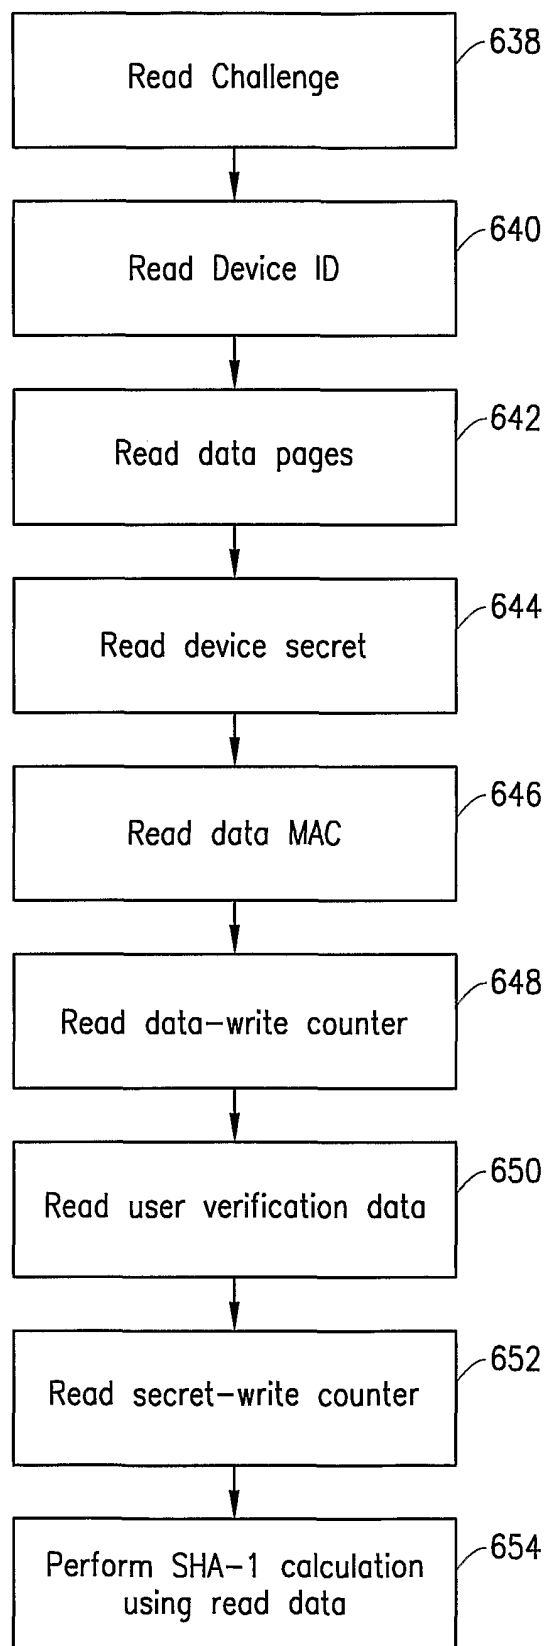 Read Challenge
638
Read Device ID
640
Read data pages
642
Read device secret
644
Read data MAC
646
Read data-write counter
648
Read user verification data
650
Read secret-write counter
652
Perform SHA-1 calculation
using read data
654